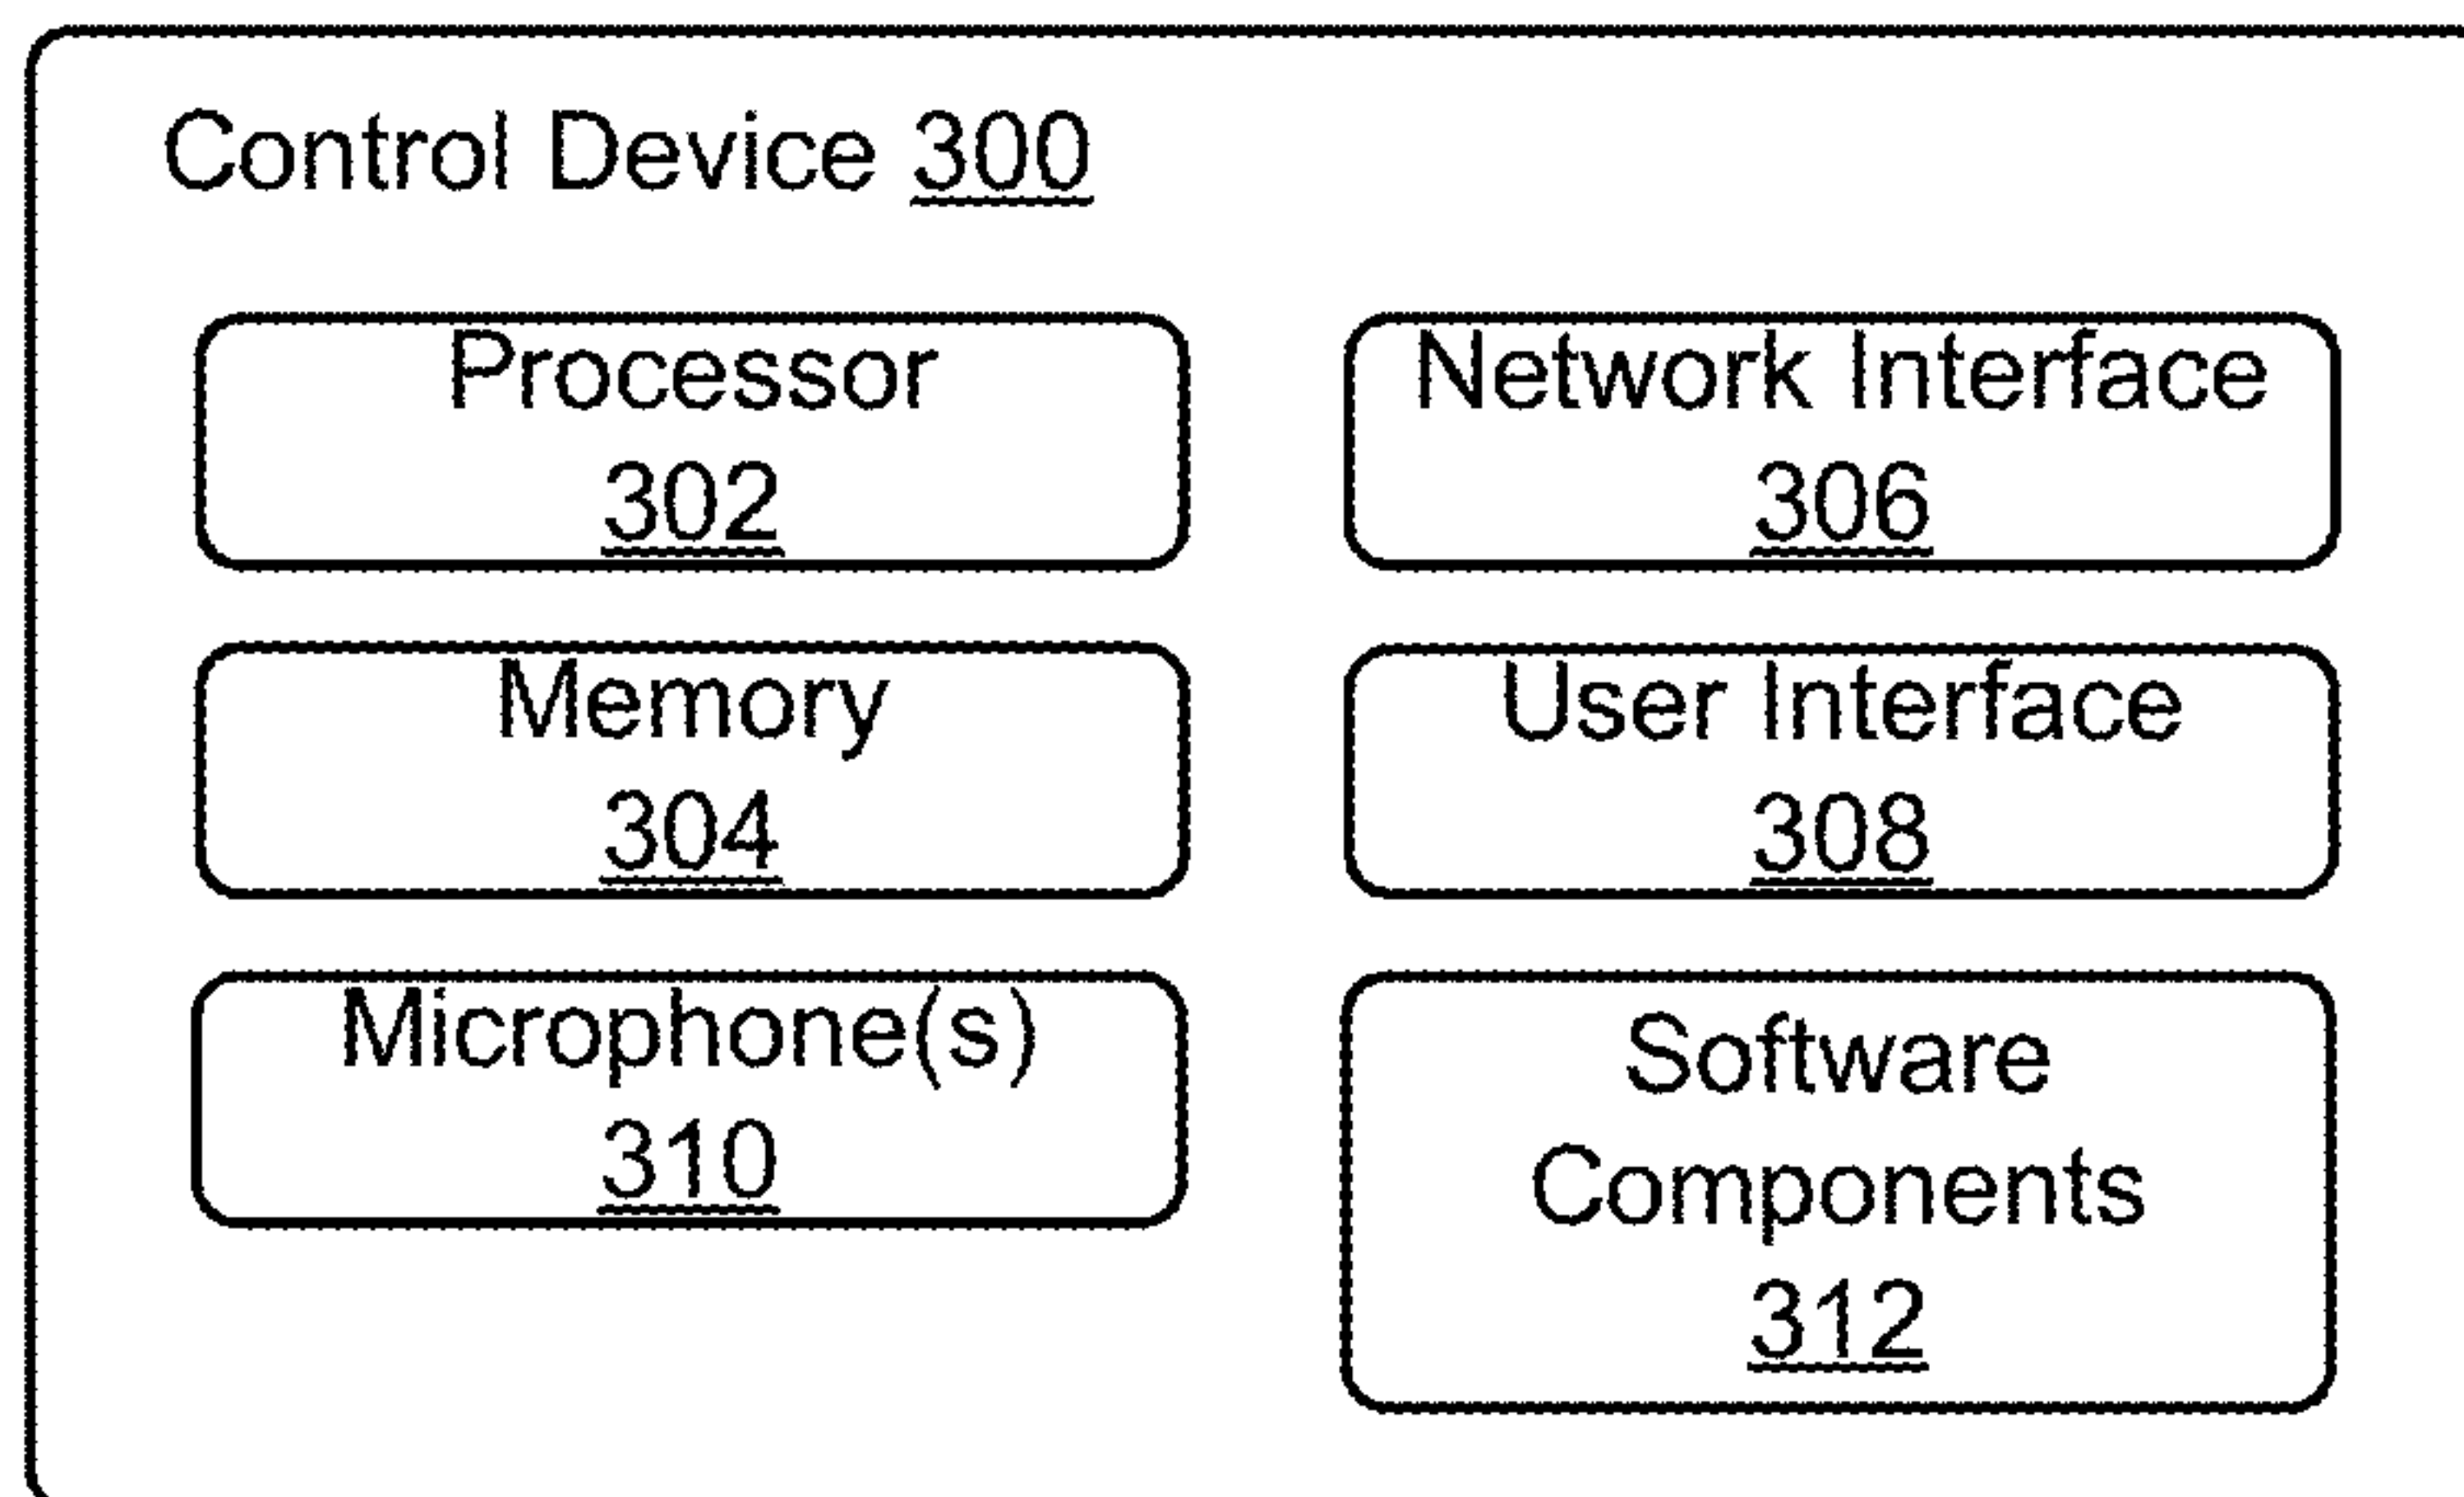 Control Device 300
Processor
302
Network Interface
306
Memory
304
User Interface
308
Microphone(s)
310
Software
Components
312